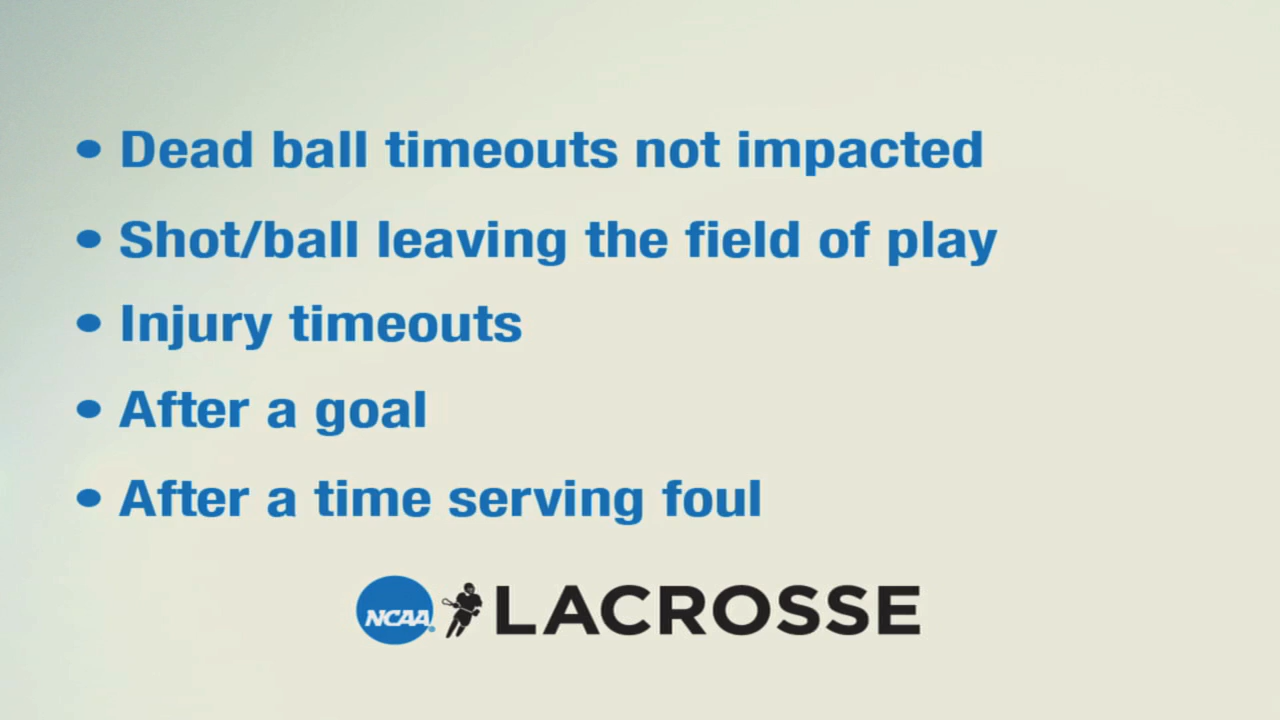 • Dead ball timeouts not impacted
• Shot/ball leaving the field of play
• Injury timeouts
• After a goal
• After a time serving foul
NCAA LACROSSE